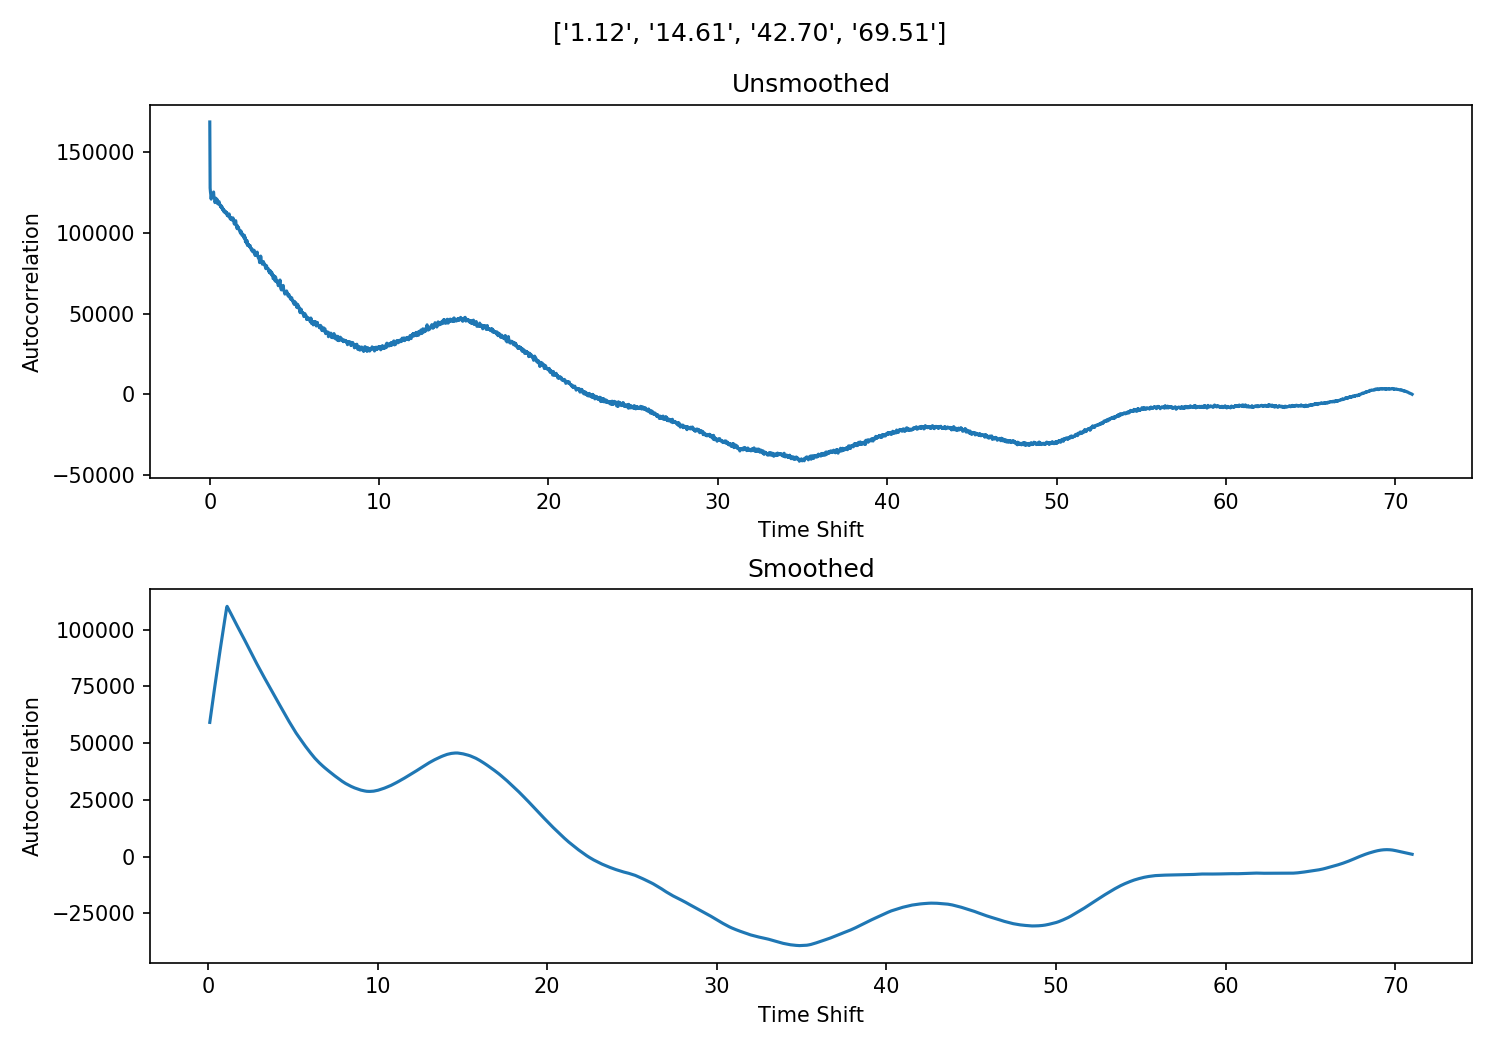 ['1.12', '14.61', '42.70', '69.51']
Unsmoothed
Autocorrelation
150000
100000
50000
0
−50000
0 10 20 30 40 50 60 70
Time Shift
Smoothed
Autocorrelation
100000
75000
50000
25000
0
−25000
0 10 20 30 40 50 60 70
Time Shift